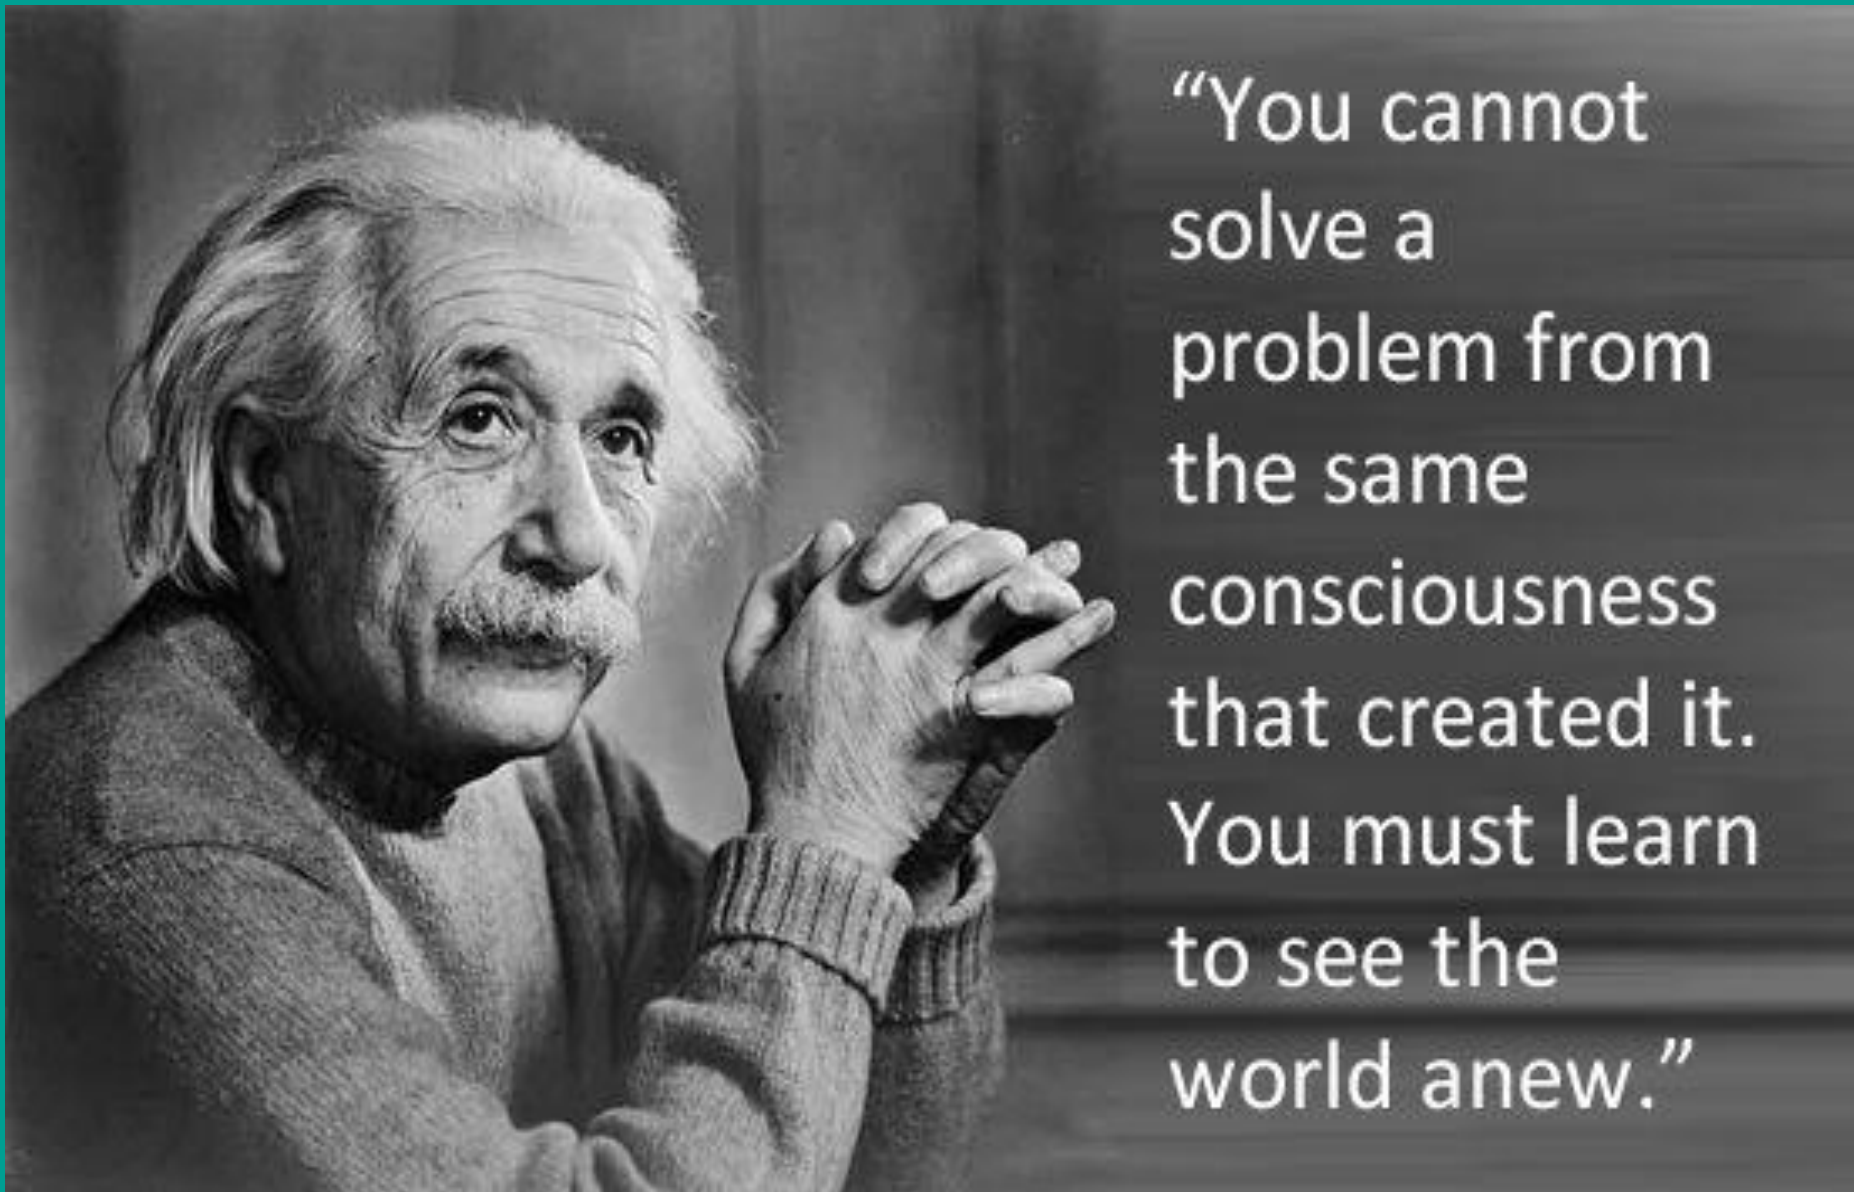 “You cannot
solve a
problem from
the same
consciousness
that created it.
You must learn
to see the
world anew.”